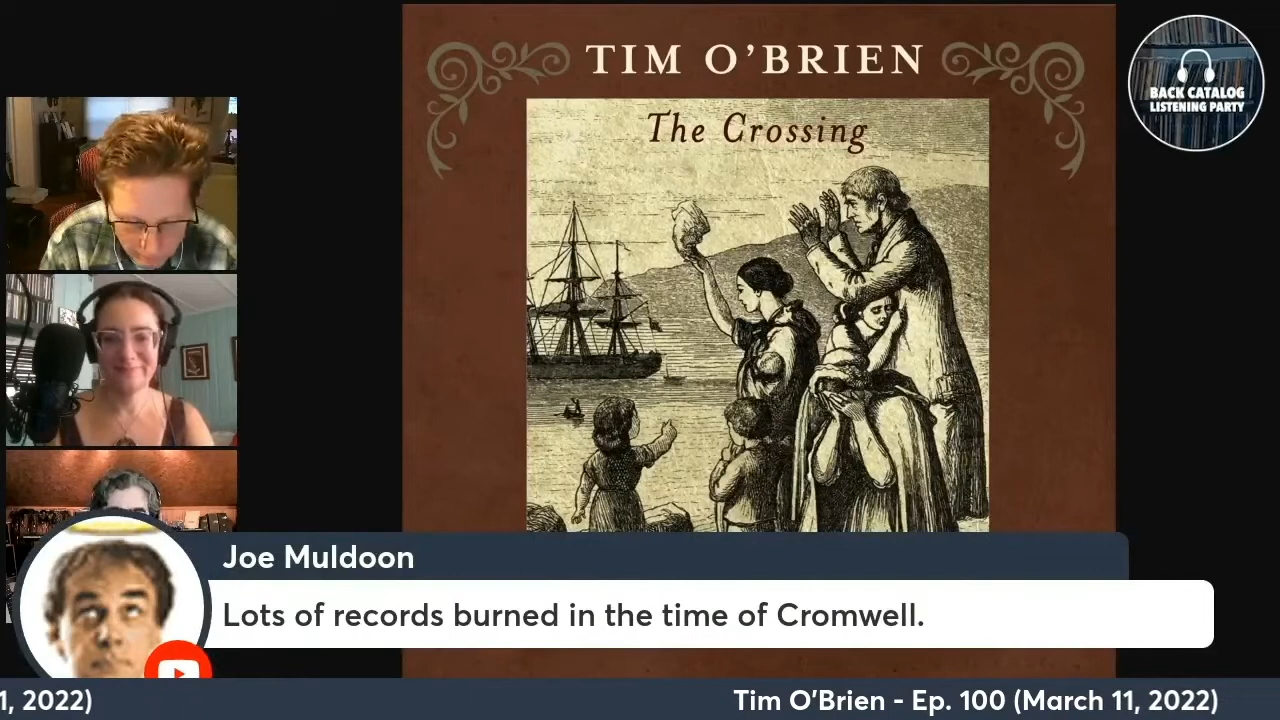 TIM O'BRIEN
The Crossing
BACK CATALOG
LISTENING PARTY
Joe Muldoon
Lots of records burned in the time of Cromwell.
1, 2022)
Tim O'Brien - Ep. 100 (March 11, 2022)